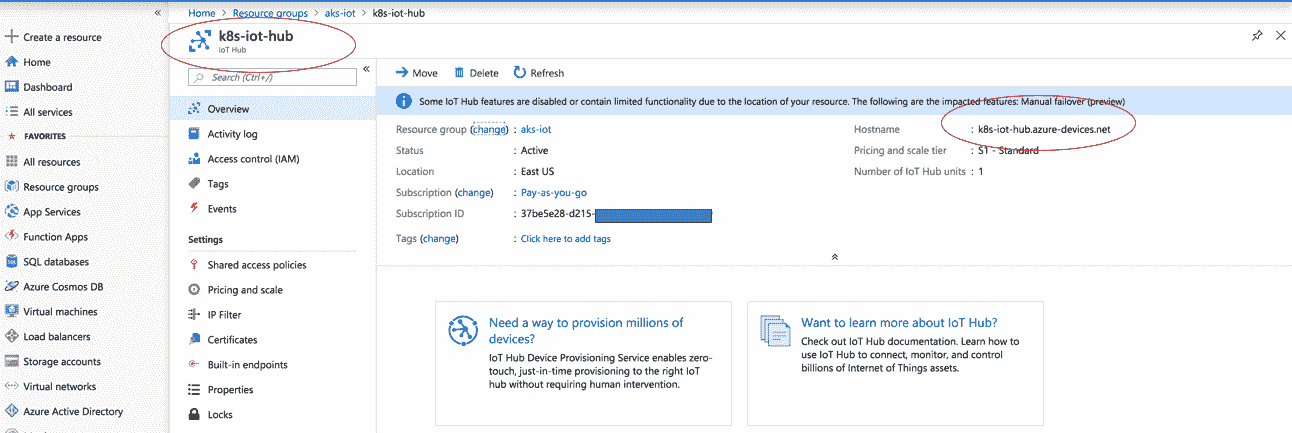 Home > Resource groups > aks-iot > k8s-iot-hub
Create a resource
Home
Dashboard
All services
FAVORITES
All resources
Resource groups
App Services
Function Apps
SQL databases
Azure Cosmos DB
Virtual machines
Load balancers
Storage accounts
Virtual networks
Azure Active Directory
k8s-iot-hub
IoT Hub
Search (Ctrl+/)
Overview
Activity log
Access control (IAM)
Tags
Events
Settings
Shared access policies
Pricing and scale
IP Filter
Certificates
Built-in endpoints
Properties
Locks
Move Delete Refresh
Some IoT Hub features are disabled or contain limited functionality due to the location of your resource. The following are the impacted features: Manual failover (preview)
Resource group (change) : aks-iot
Status : Active
Location : East US
Subscription (change) : Pay-as-you-go
Subscription ID : 37be5e28-d215-
Tags (change) : Click here to add tags
Hostname : k8s-iot-hub.azure-devices.net
Pricing and scale tier : S1 - Standard
Number of IoT Hub units : 1
Need a way to provision millions of
devices?
IoT Hub Device Provisioning Service enables zero-
touch, just-in-time provisioning to the right IoT
hub without requiring human intervention.
Want to learn more about IoT Hub?
Check out IoT Hub documentation. Learn how to
use IoT Hub to connect, monitor, and control
billions of Internet of Things assets.